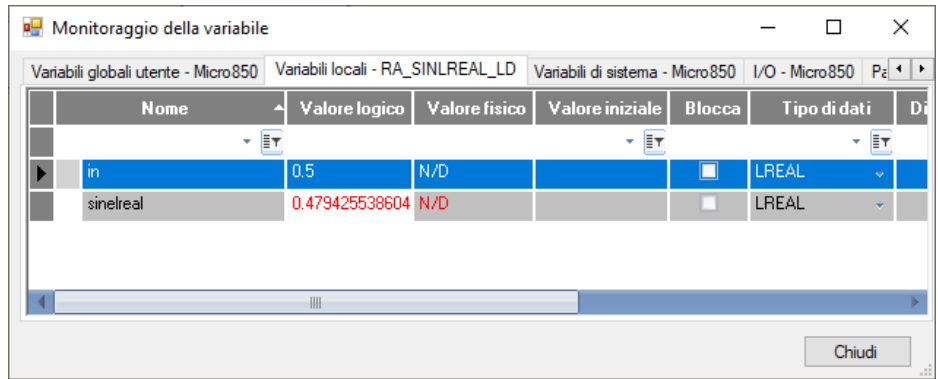 Monitoraggio della variabile
Variabili globali utente - Micro850 Variabili locali - RA_SINLREAL_LD Variabili di sistema - Micro850 I/O - Micro850
Nome Valore logico Valore fisico Valore iniziale Blocca Tipo di dati Di
in 0.5 N/D LREAL
sinelreal 0.479425538604 N/D LREAL
Chiudi